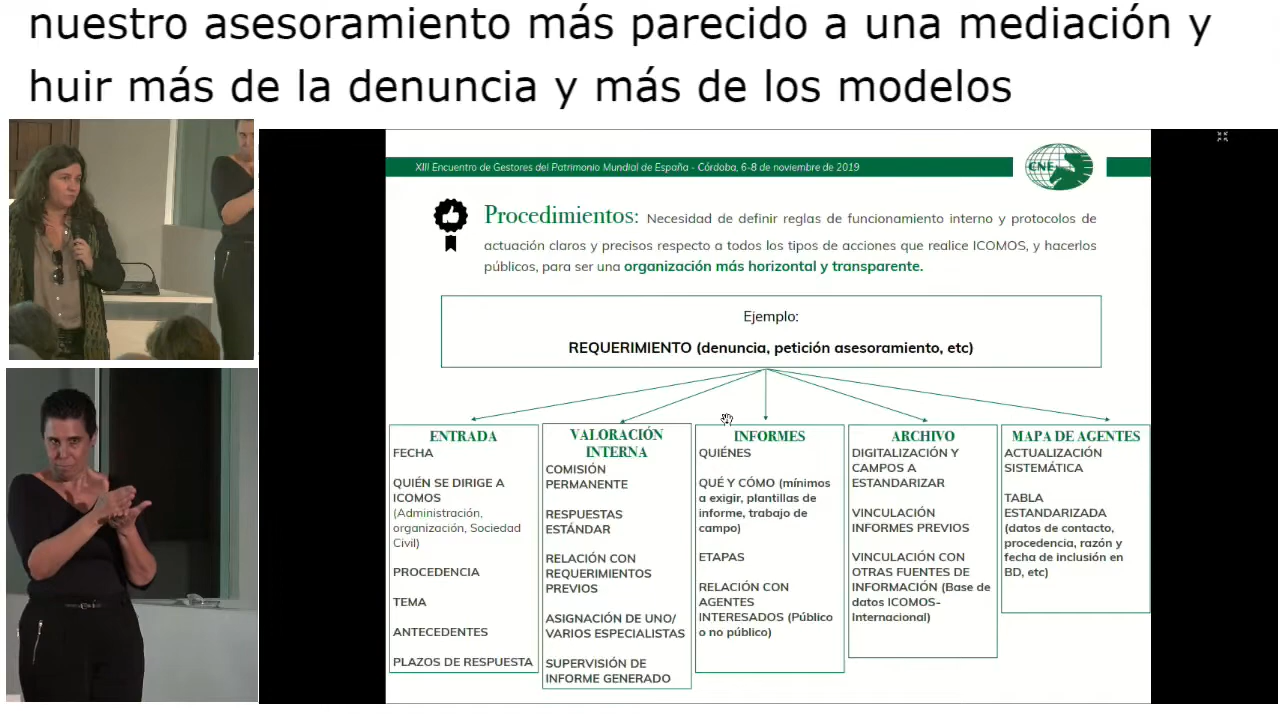 nuestro asesoramiento más parecido a una mediación y
huir más de la denuncia y más de los modelos
XIII Encuentro de Gestores del Patrimonio Mundial de España - Córdoba, 6-8 de noviembre de 2019
CNE
Procedimientos: Necesidad de definir reglas de funcionamiento interno y protocolos de
actuación claros y precisos respecto a todos los tipos de acciones que realice ICOMOS, y hacerlos
públicos, para ser una organización más horizontal y transparente.
Ejemplo:
REQUERIMIENTO (denuncia, petición asesoramiento, etc)
ENTRADA
FECHA
QUIÉN SE DIRIGE A
ICOMOS
(Administración,
organización, Sociedad
Civil)
PROCEDENCIA
TEMA
ANTECEDENTES
PLAZOS DE RESPUESTA
VALORACIÓN
INTERNA
COMISIÓN
PERMANENTE
RESPUESTAS
ESTÁNDAR
RELACIÓN CON
REQUERIMIENTOS
PREVIOS
ASIGNACIÓN DE UNO/
VARIOS ESPECIALISTAS
SUPERVISIÓN DE
INFORME GENERADO
INFORMES
QUIÉNES
QUÉ Y CÓMO (mínimos
a exigir, plantillas de
informe, trabajo de
campo)
ETAPAS
RELACIÓN CON
AGENTES
INTERESADOS (Público
o no público)
ARCHIVO
DIGITALIZACIÓN Y
CAMPOS A
ESTANDARIZAR
VINCULACIÓN
INFORMES PREVIOS
VINCULACIÓN CON
OTRAS FUENTES DE
INFORMACIÓN (Base de
datos ICOMOS-
Internacional)
MAPA DE AGENTES
ACTUALIZACIÓN
SISTEMÁTICA
TABLA
ESTANDARIZADA
(datos de contacto,
procedencia, razón y
fecha de inclusión en
BD, etc)